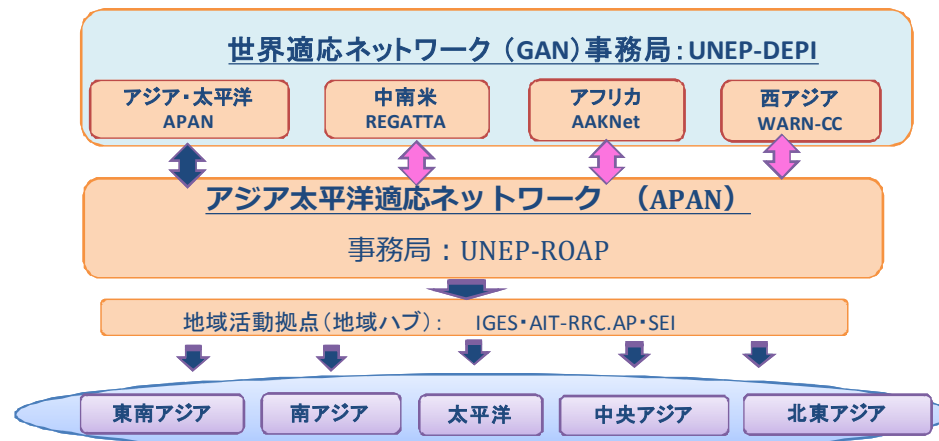 世界適応ネットワーク（GAN）事務局：UNEP-DEPI
アジア・太平洋 中南米 アフリカ 西アジア
APAN REGATTA AAKNet WARN-CC
アジア太平洋適応ネットワーク （APAN）
事務局：UNEP-ROAP
地域活動拠点（地域ハブ）： IGES・AIT-RRC.AP・SEI
東南アジア 南アジア 太平洋 中央アジア 北東アジア